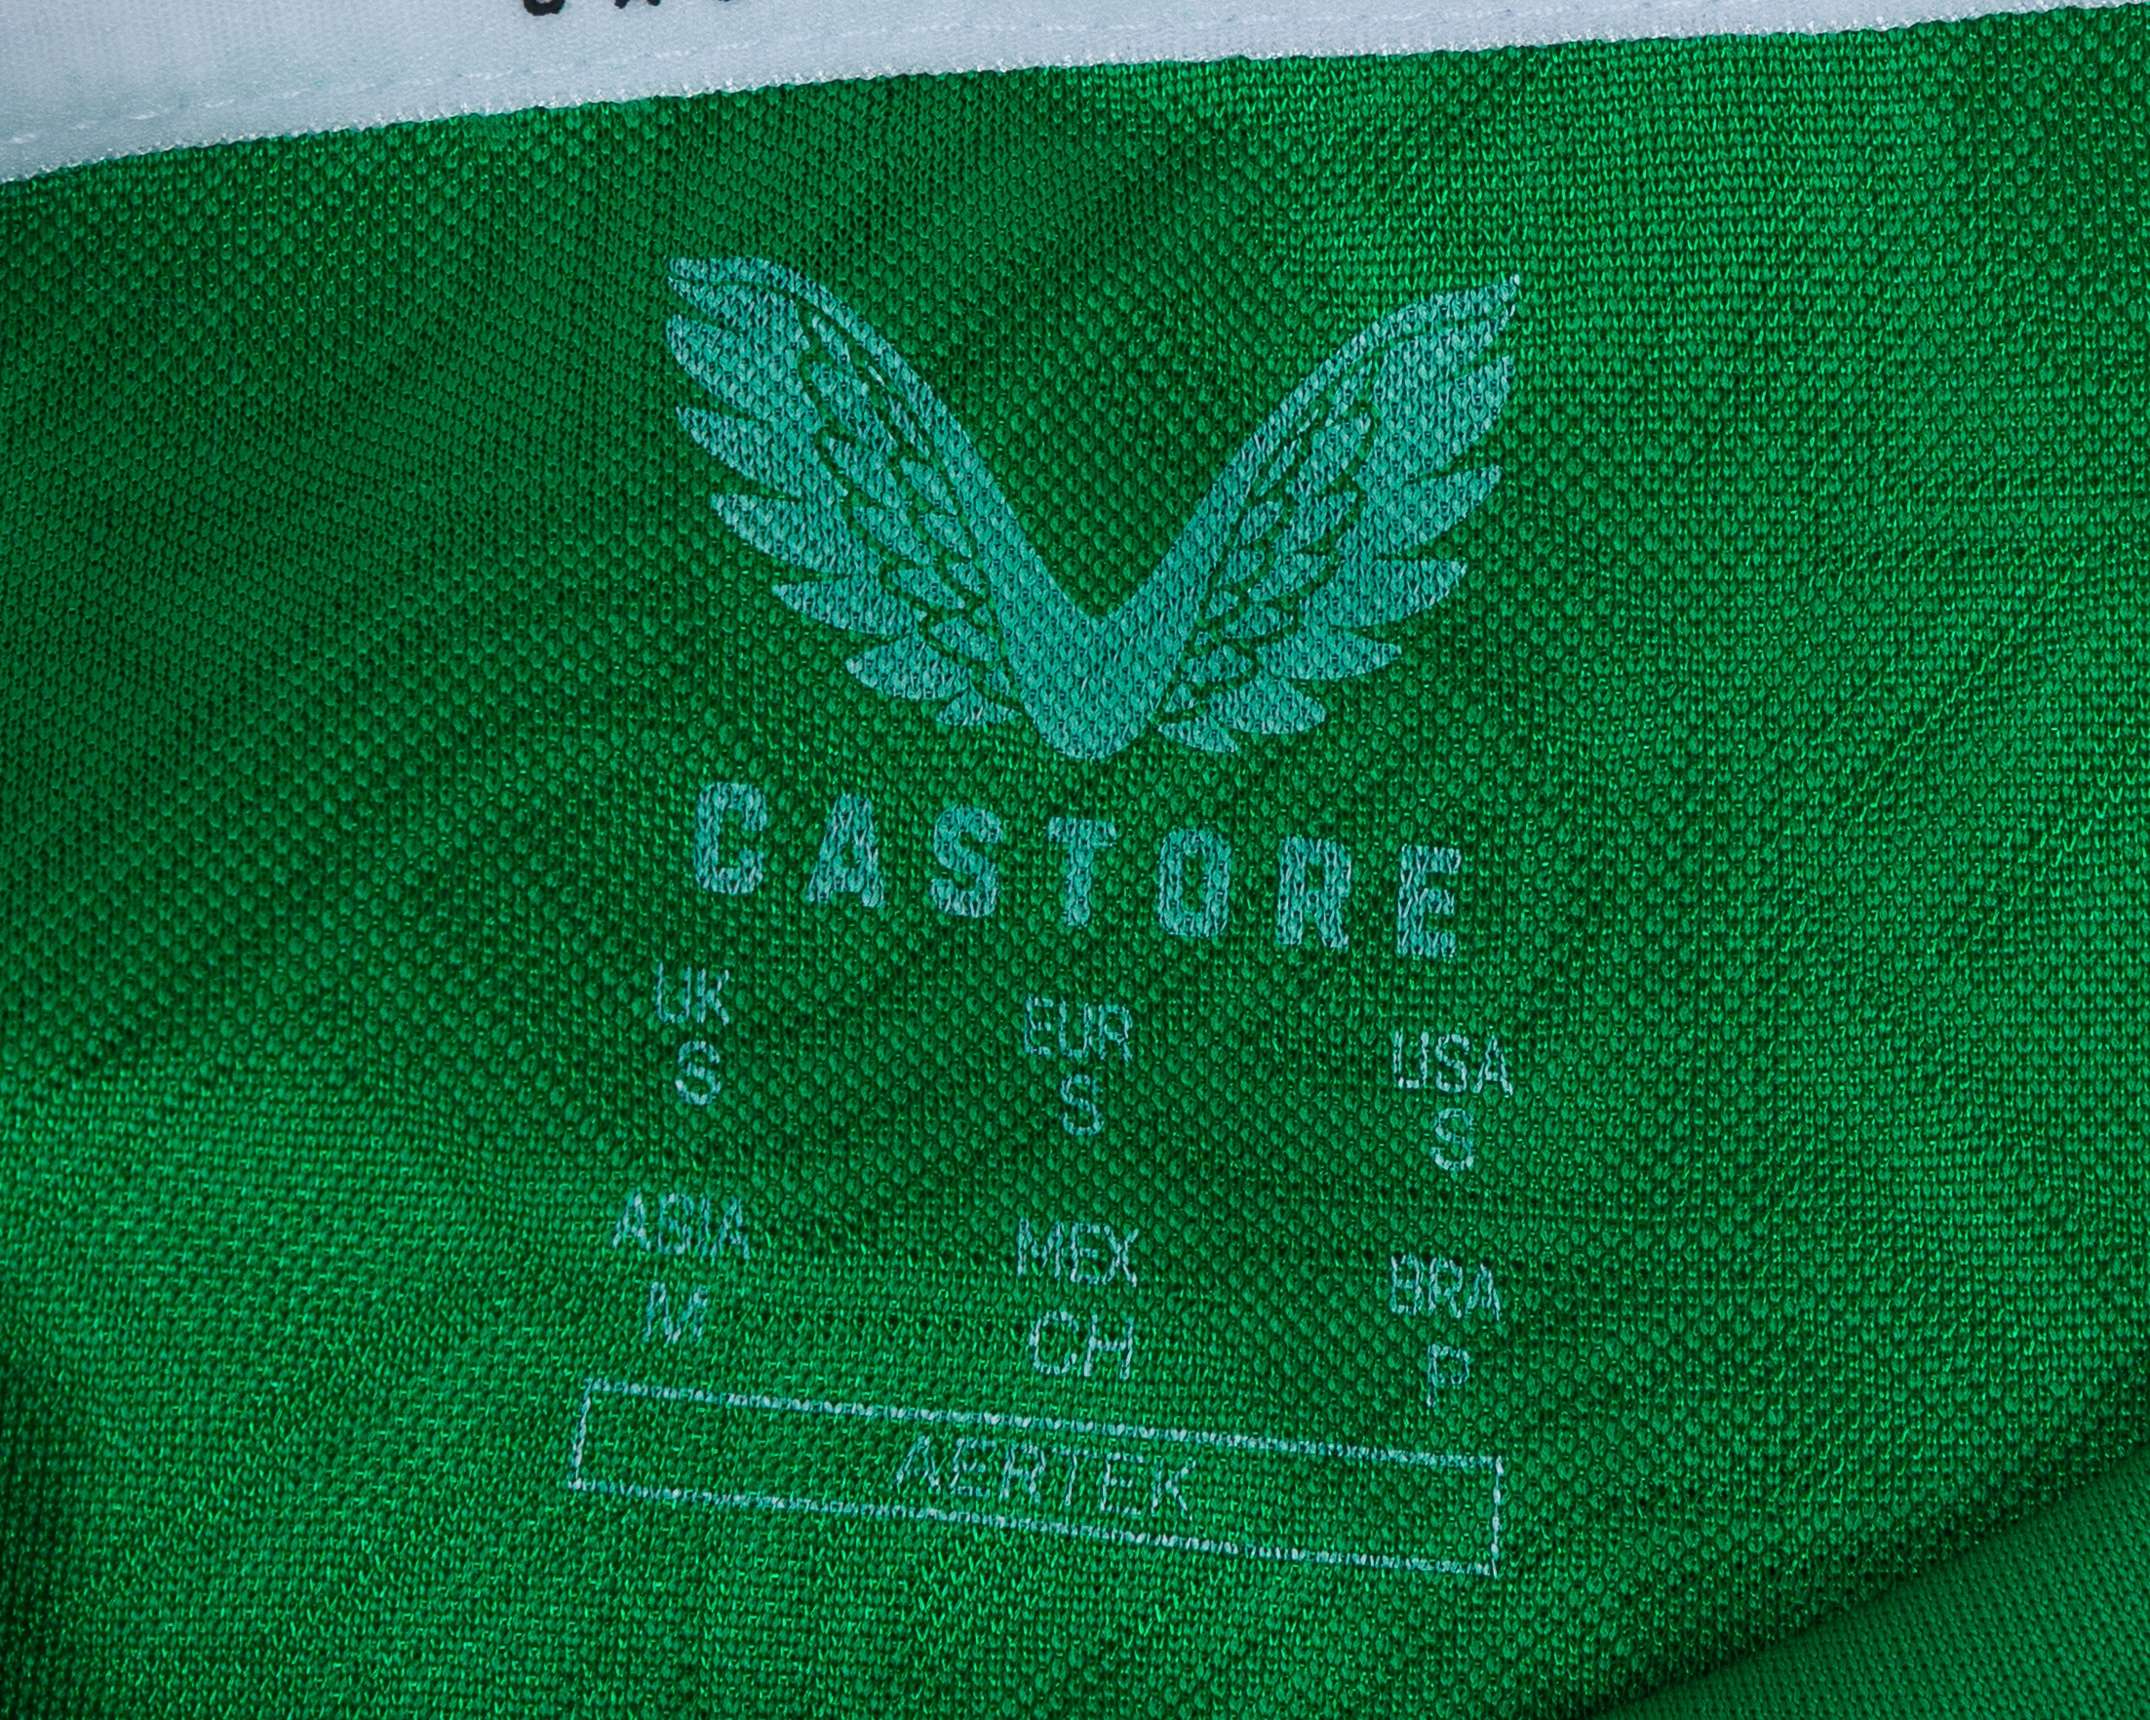 CASTORE
UK EUR USA
S S S
ASIA MEX BRA
M CH P
AERTEK